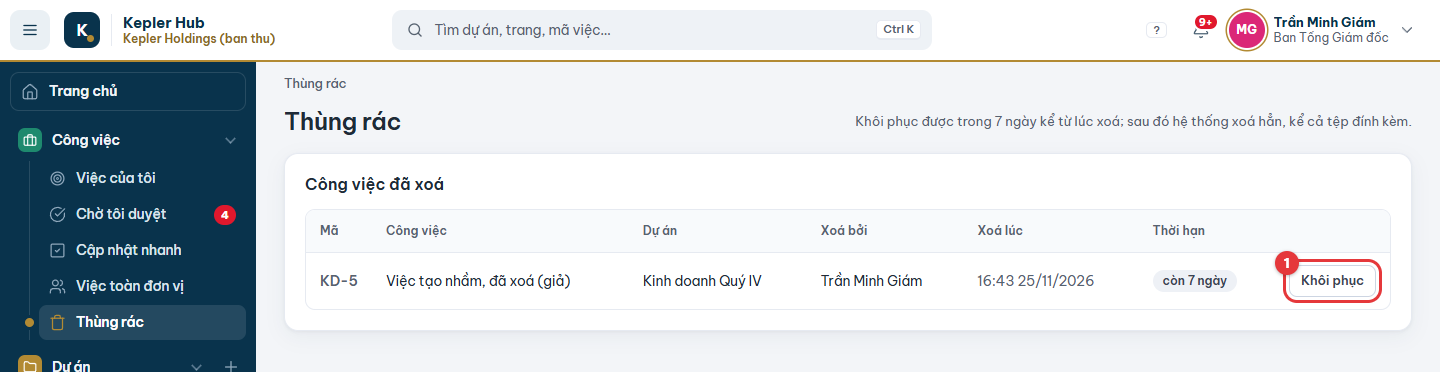 K
Kepler Hub
Kepler Holdings (ban thu)
Tìm dự án, trang, mã việc...
Ctrl K
?
9+
MG
Trần Minh Giám
Ban Tổng Giám đốc
Trang chủ
Công việc
Việc của tôi
Chờ tôi duyệt
4
Cập nhật nhanh
Việc toàn đơn vị
Thùng rác
Dự án
Thùng rác
Thùng rác
Khôi phục được trong 7 ngày kể từ lúc xoá; sau đó hệ thống xoá hẳn, kể cả tệp đính kèm.
Công việc đã xoá
Mã Công việc Dự án Xoá bởi Xoá lúc Thời hạn
KD-5 Việc tạo nhầm, đã xoá (giả) Kinh doanh Quý IV Trần Minh Giám 16:43 25/11/2026 còn 7 ngày Khôi phục
1